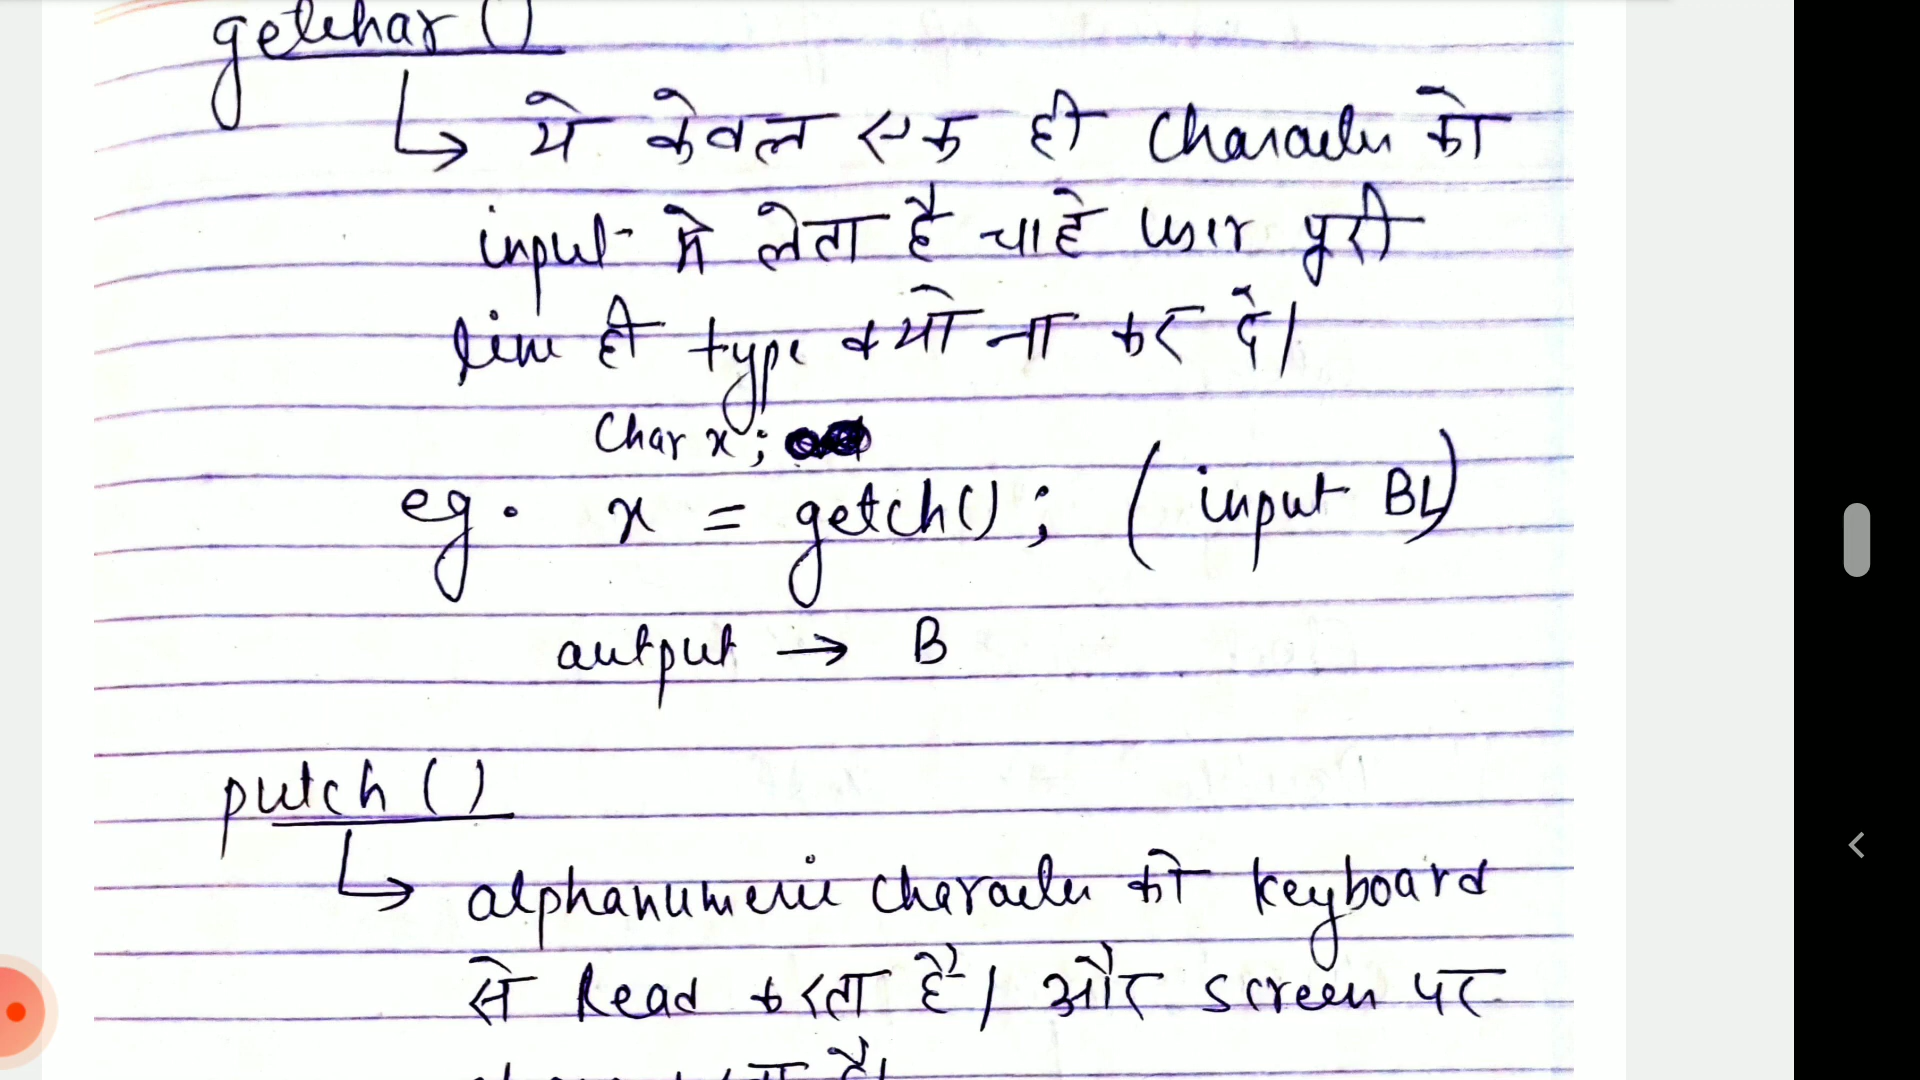 getchar ()
↳ ये केवल एक ही character को
input में लेता है चाहे user पूरी
line ही type क्यों ना कर दे।
Char x;
eg. x = getch(); ( input BL)
output → B
putch ()
↳ alphanumeric character को keyboard
से Read करता है। और screen पर